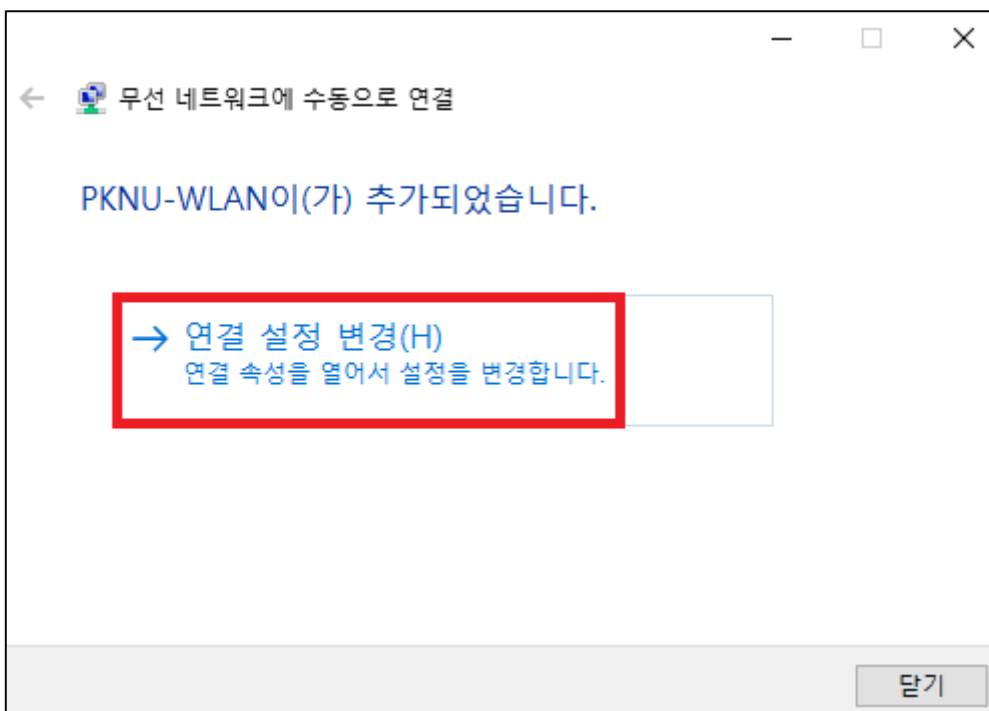 무선 네트워크에 수동으로 연결
PKNU-WLAN이(가) 추가되었습니다.
연결 설정 변경(H)
연결 속성을 열어서 설정을 변경합니다.
닫기